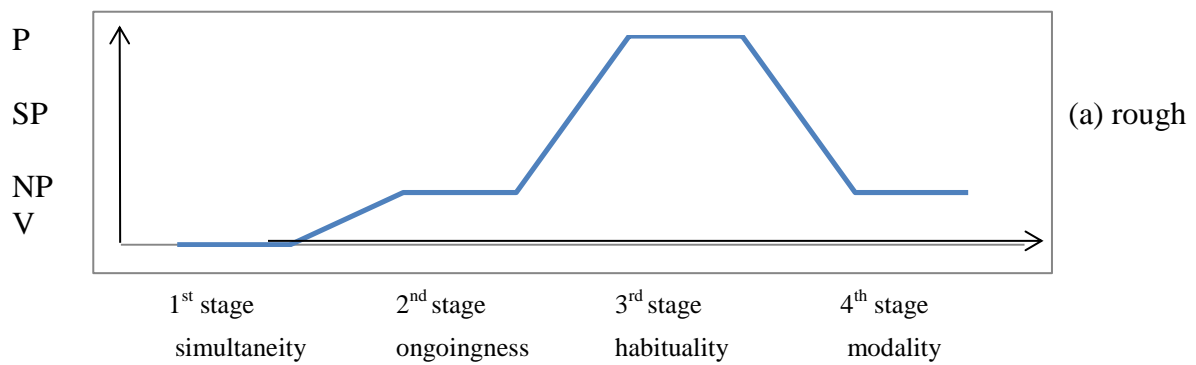 P
SP
(a) rough
NP
V
1st stage 2nd stage 3rd stage 4th stage
simultaneity ongoingness habituality modality